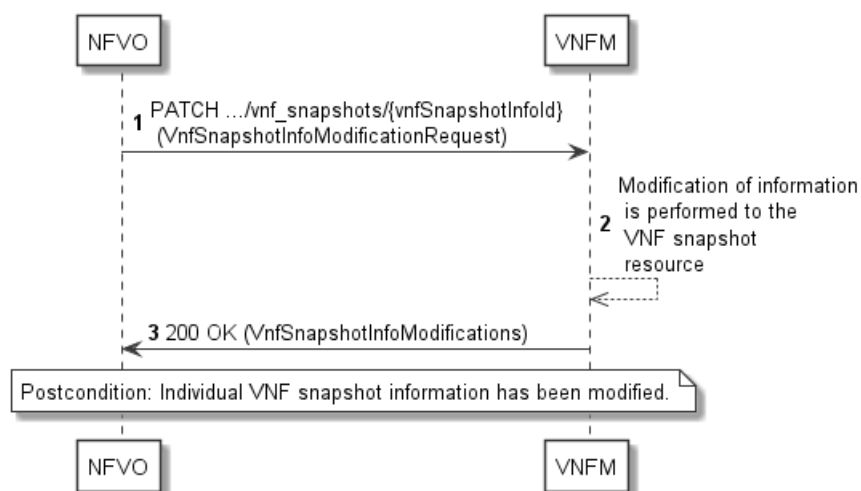 NFVO
VNFM
1 PATCH .../vnf_snapshots/{vnfSnapshotInfoId}
(VnfSnapshotInfoModificationRequest)
Modification of information
is performed to the
2 VNF snapshot
resource
3 200 OK (VnfSnapshotInfoModifications)
Postcondition: Individual VNF snapshot information has been modified.
NFVO
VNFM